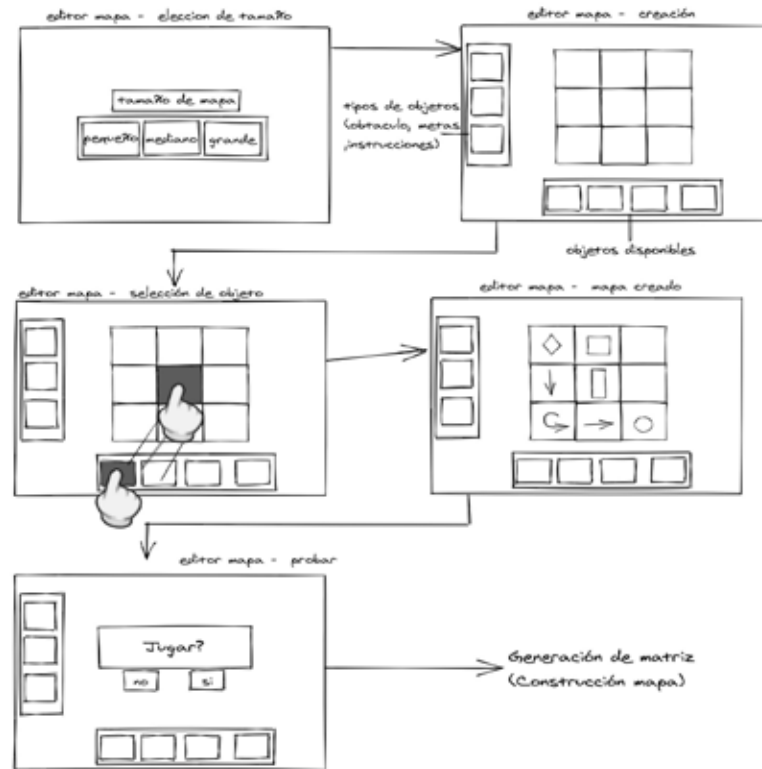 editor mapa - eleccion de tamaño
editor mapa - creación
tamaño de mapa
pequeño mediano grande
tipos de objetos
(obtaculo, metas
,instrucciones)
objetos disponibles
editor mapa - selección de objeto
editor mapa - mapa creado
editor mapa - probar
Jugar?
no si
Generación de matriz
(Construcción mapa)